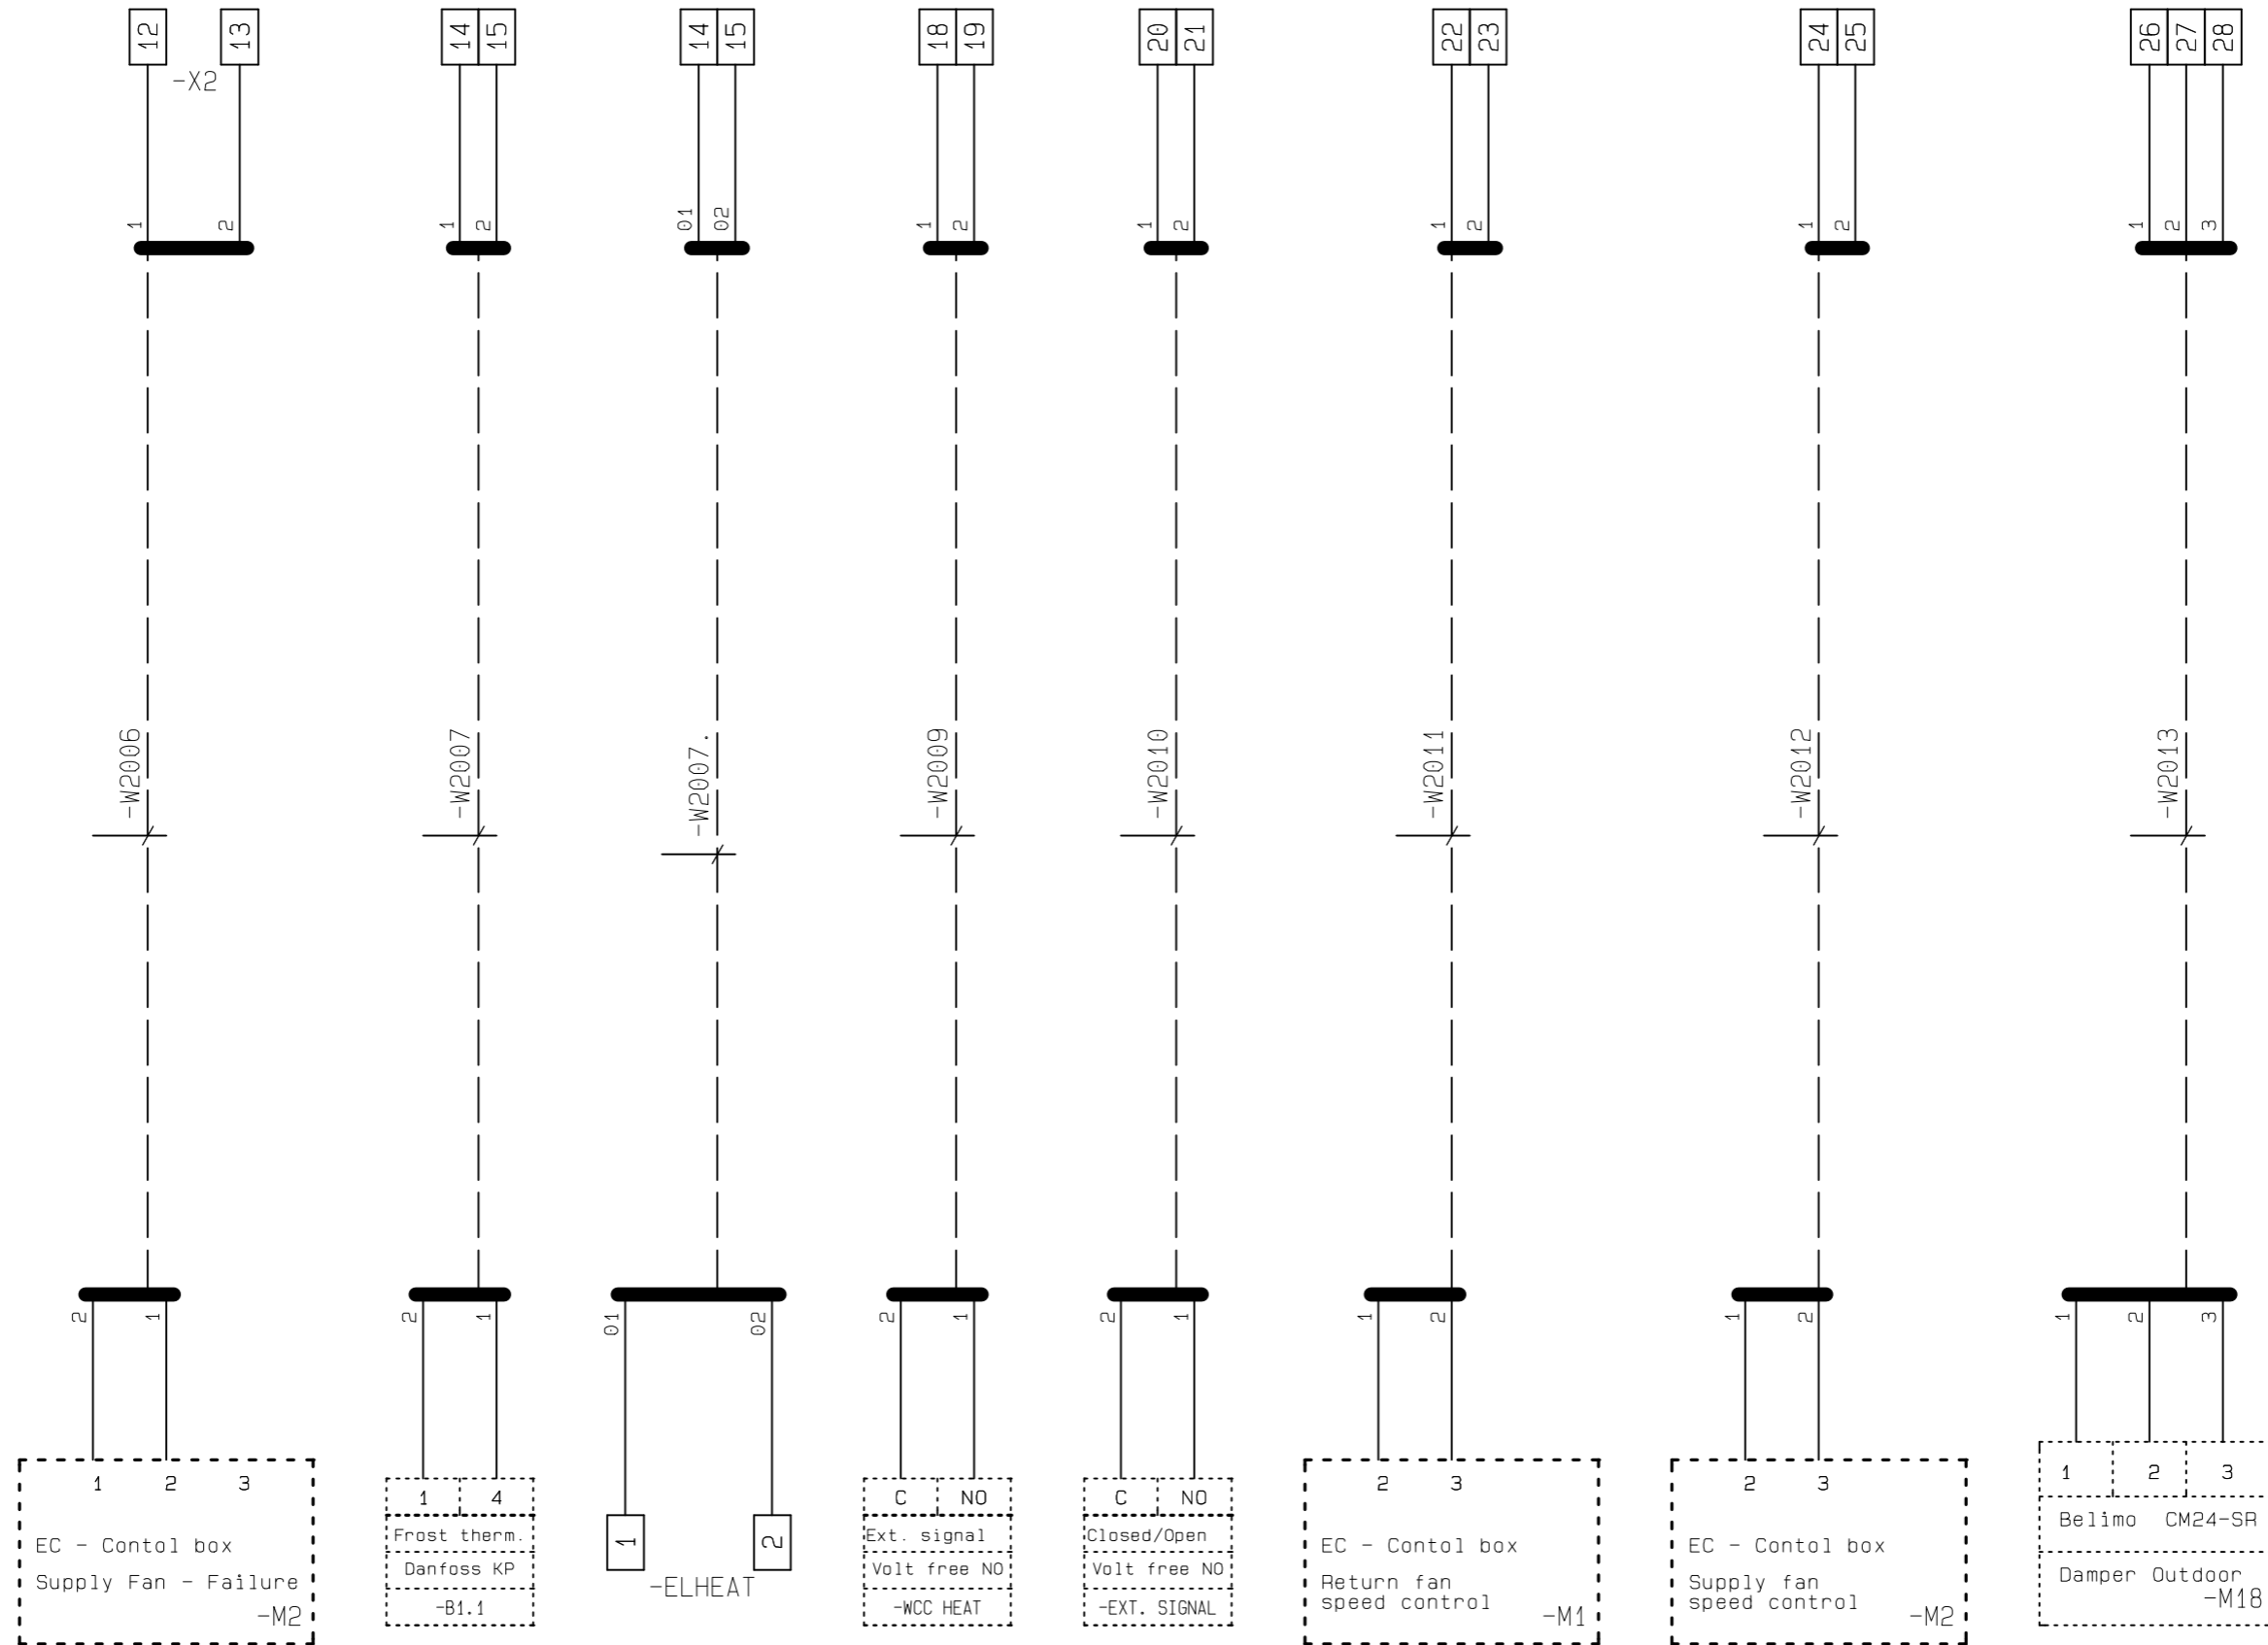 12 13 14 15 14 15 18 19 20 21 22 23 24 25 26 27 28
-X2
1 2 1 2 01 02 1 2 1 2 1 2 1 2 1 2 3
-W2006 -W2007 -W2007. -W2009 -W2010 -W2011 -W2012 -W2013
2 1 2 1 01 02 2 1 2 1 1 2 1 2 1 2 3
1 2 3
EC - Contol box
Supply Fan - Failure
-M2
1 4
Frost therm.
Danfoss KP
-B1.1
1 2
-ELHEAT
C NO
Ext. signal
Volt free NO
-WCC HEAT
C NO
Closed/Open
Volt free NO
-EXT. SIGNAL
2 3
EC - Contol box
Return fan
speed control
-M1
2 3
EC - Contol box
Supply fan
speed control
-M2
1 2 3
Belimo CM24-SR
Damper Outdoor
-M18